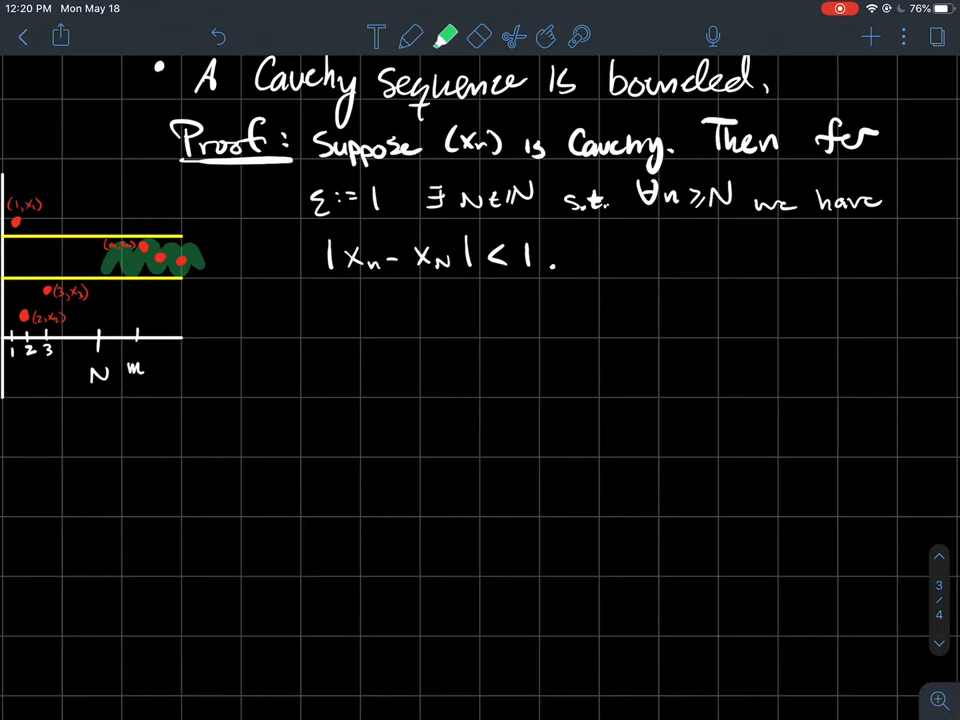 12:20 PM Mon May 18
76%
• A Cauchy sequence is bounded.
Proof: Suppose (xₙ) is Cauchy. Then for
ε := 1 ∃ N ∈ ℕ s.t. ∀n ≥ N we have
|xₙ - x_N| < 1.
(1, x₁)
(3, x₃)
(2, x₂)
1 2 3
N m
3
/
4